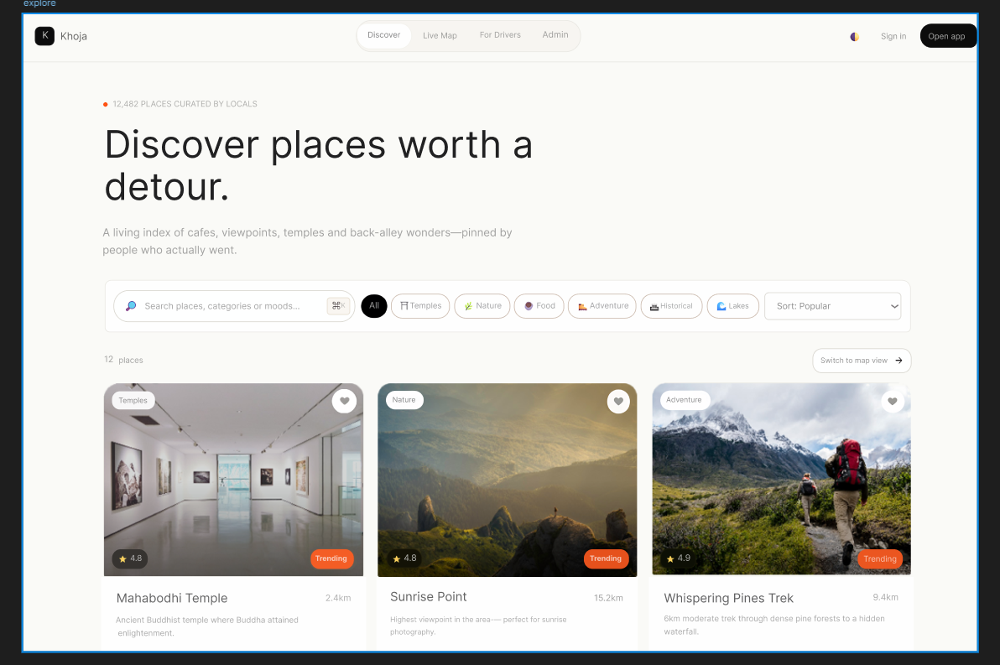 explore
K Khoja Discover Live Map For Drivers Admin Sign in Open app
12,482 PLACES CURATED BY LOCALS
Discover places worth a
detour.
A living index of cafes, viewpoints, temples and back-alley wonders—pinned by
people who actually went.
Search places, categories or moods... ⌘K All Temples Nature Food Adventure Historical Lakes Sort: Popular
12 places Switch to map view →
Temples Nature Adventure
4.8 Trending 4.8 Trending 4.9 Trending
Mahabodhi Temple 2.4km
Ancient Buddhist temple where Buddha attained
enlightenment.
Sunrise Point 15.2km
Highest viewpoint in the area—– perfect for sunrise
photography.
Whispering Pines Trek 9.4km
6km moderate trek through dense pine forests to a hidden
waterfall.